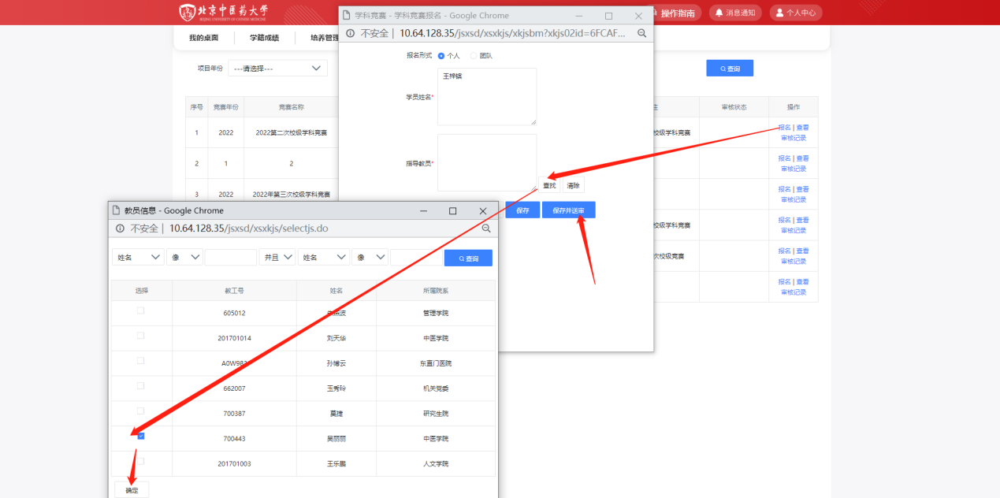 北京中医药大学
BEIJING UNIVERSITY OF CHINESE MEDICINE
操作指南
消息通知
个人中心
我的桌面
学籍成绩
培养管理
项目年份
---请选择---
查询
序号 竞赛年份 竞赛名称 审核状态 操作
1 2022 2022第二次校级学科竞赛 校级学科竞赛 报名 | 查看
审核记录
2 1 2 报名 | 查看
审核记录
3 2022 2022年第三次校级学科竞赛 报名 | 查看
审核记录
校级学科竞赛 报名 | 查看
审核记录
次校级竞赛 报名 | 查看
审核记录
报名 | 查看
审核记录
学科竞赛 - 学科竞赛报名 - Google Chrome
不安全 | 10.64.128.35/jsxsd/xsxkjs/xkjsbm?xkjs02id=6FCAF...
报名形式 个人 团队
学员姓名*
王梓镔
指导教员*
查找 清除
保存 保存并送审
教员信息 - Google Chrome
不安全 | 10.64.128.35/jsxsd/xsxkjs/selectjs.do
姓名 像 并且 姓名 像 查询
选择 教工号 姓名 所属院系
605012 管理学院
201701014 刘天华 中医学院
孙博云 东直门医院
662007 王秀玲 机关党委
700387 莫捷 研究生院
700443 吴丽丽 中医学院
201701003 王乐鹏 人文学院
确定